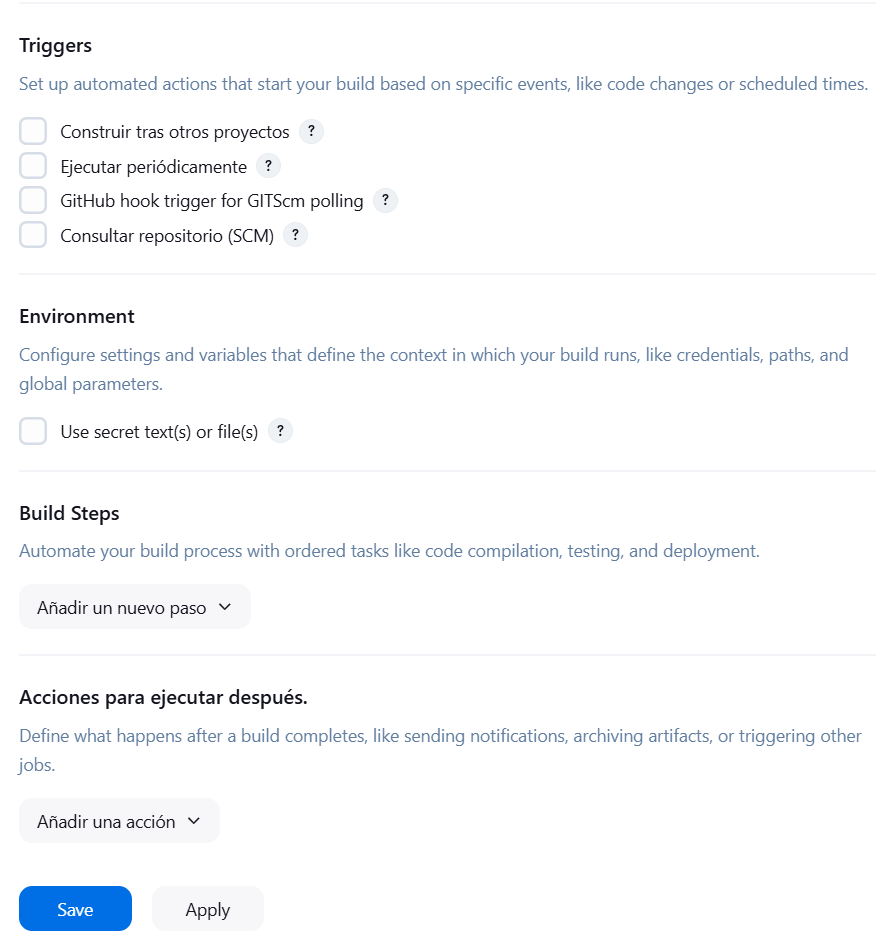 Triggers
Set up automated actions that start your build based on specific events, like code changes or scheduled times.
Construir tras otros proyectos ?
Ejecutar periódicamente ?
GitHub hook trigger for GITScm polling ?
Consultar repositorio (SCM) ?
Environment
Configure settings and variables that define the context in which your build runs, like credentials, paths, and
global parameters.
Use secret text(s) or file(s) ?
Build Steps
Automate your build process with ordered tasks like code compilation, testing, and deployment.
Añadir un nuevo paso
Acciones para ejecutar después.
Define what happens after a build completes, like sending notifications, archiving artifacts, or triggering other
jobs.
Añadir una acción
Save Apply